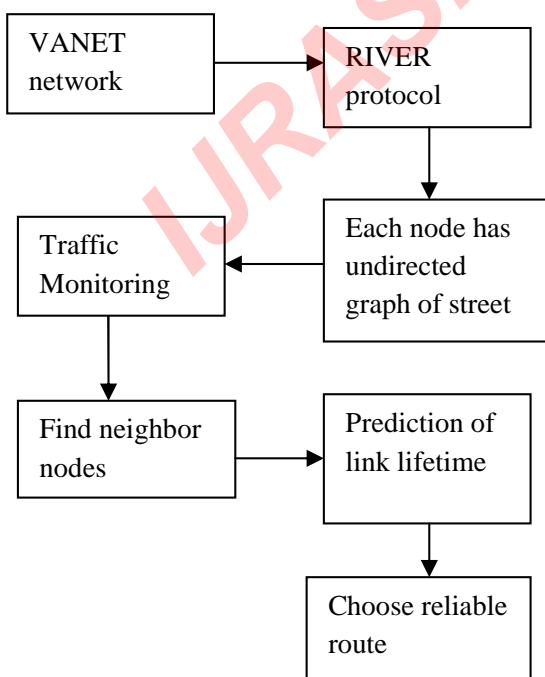 VANET
network
RIVER
protocol
Each node has
undirected
graph of street
Traffic
Monitoring
Find neighbor
nodes
Prediction of
link lifetime
Choose reliable
route
IJRAS